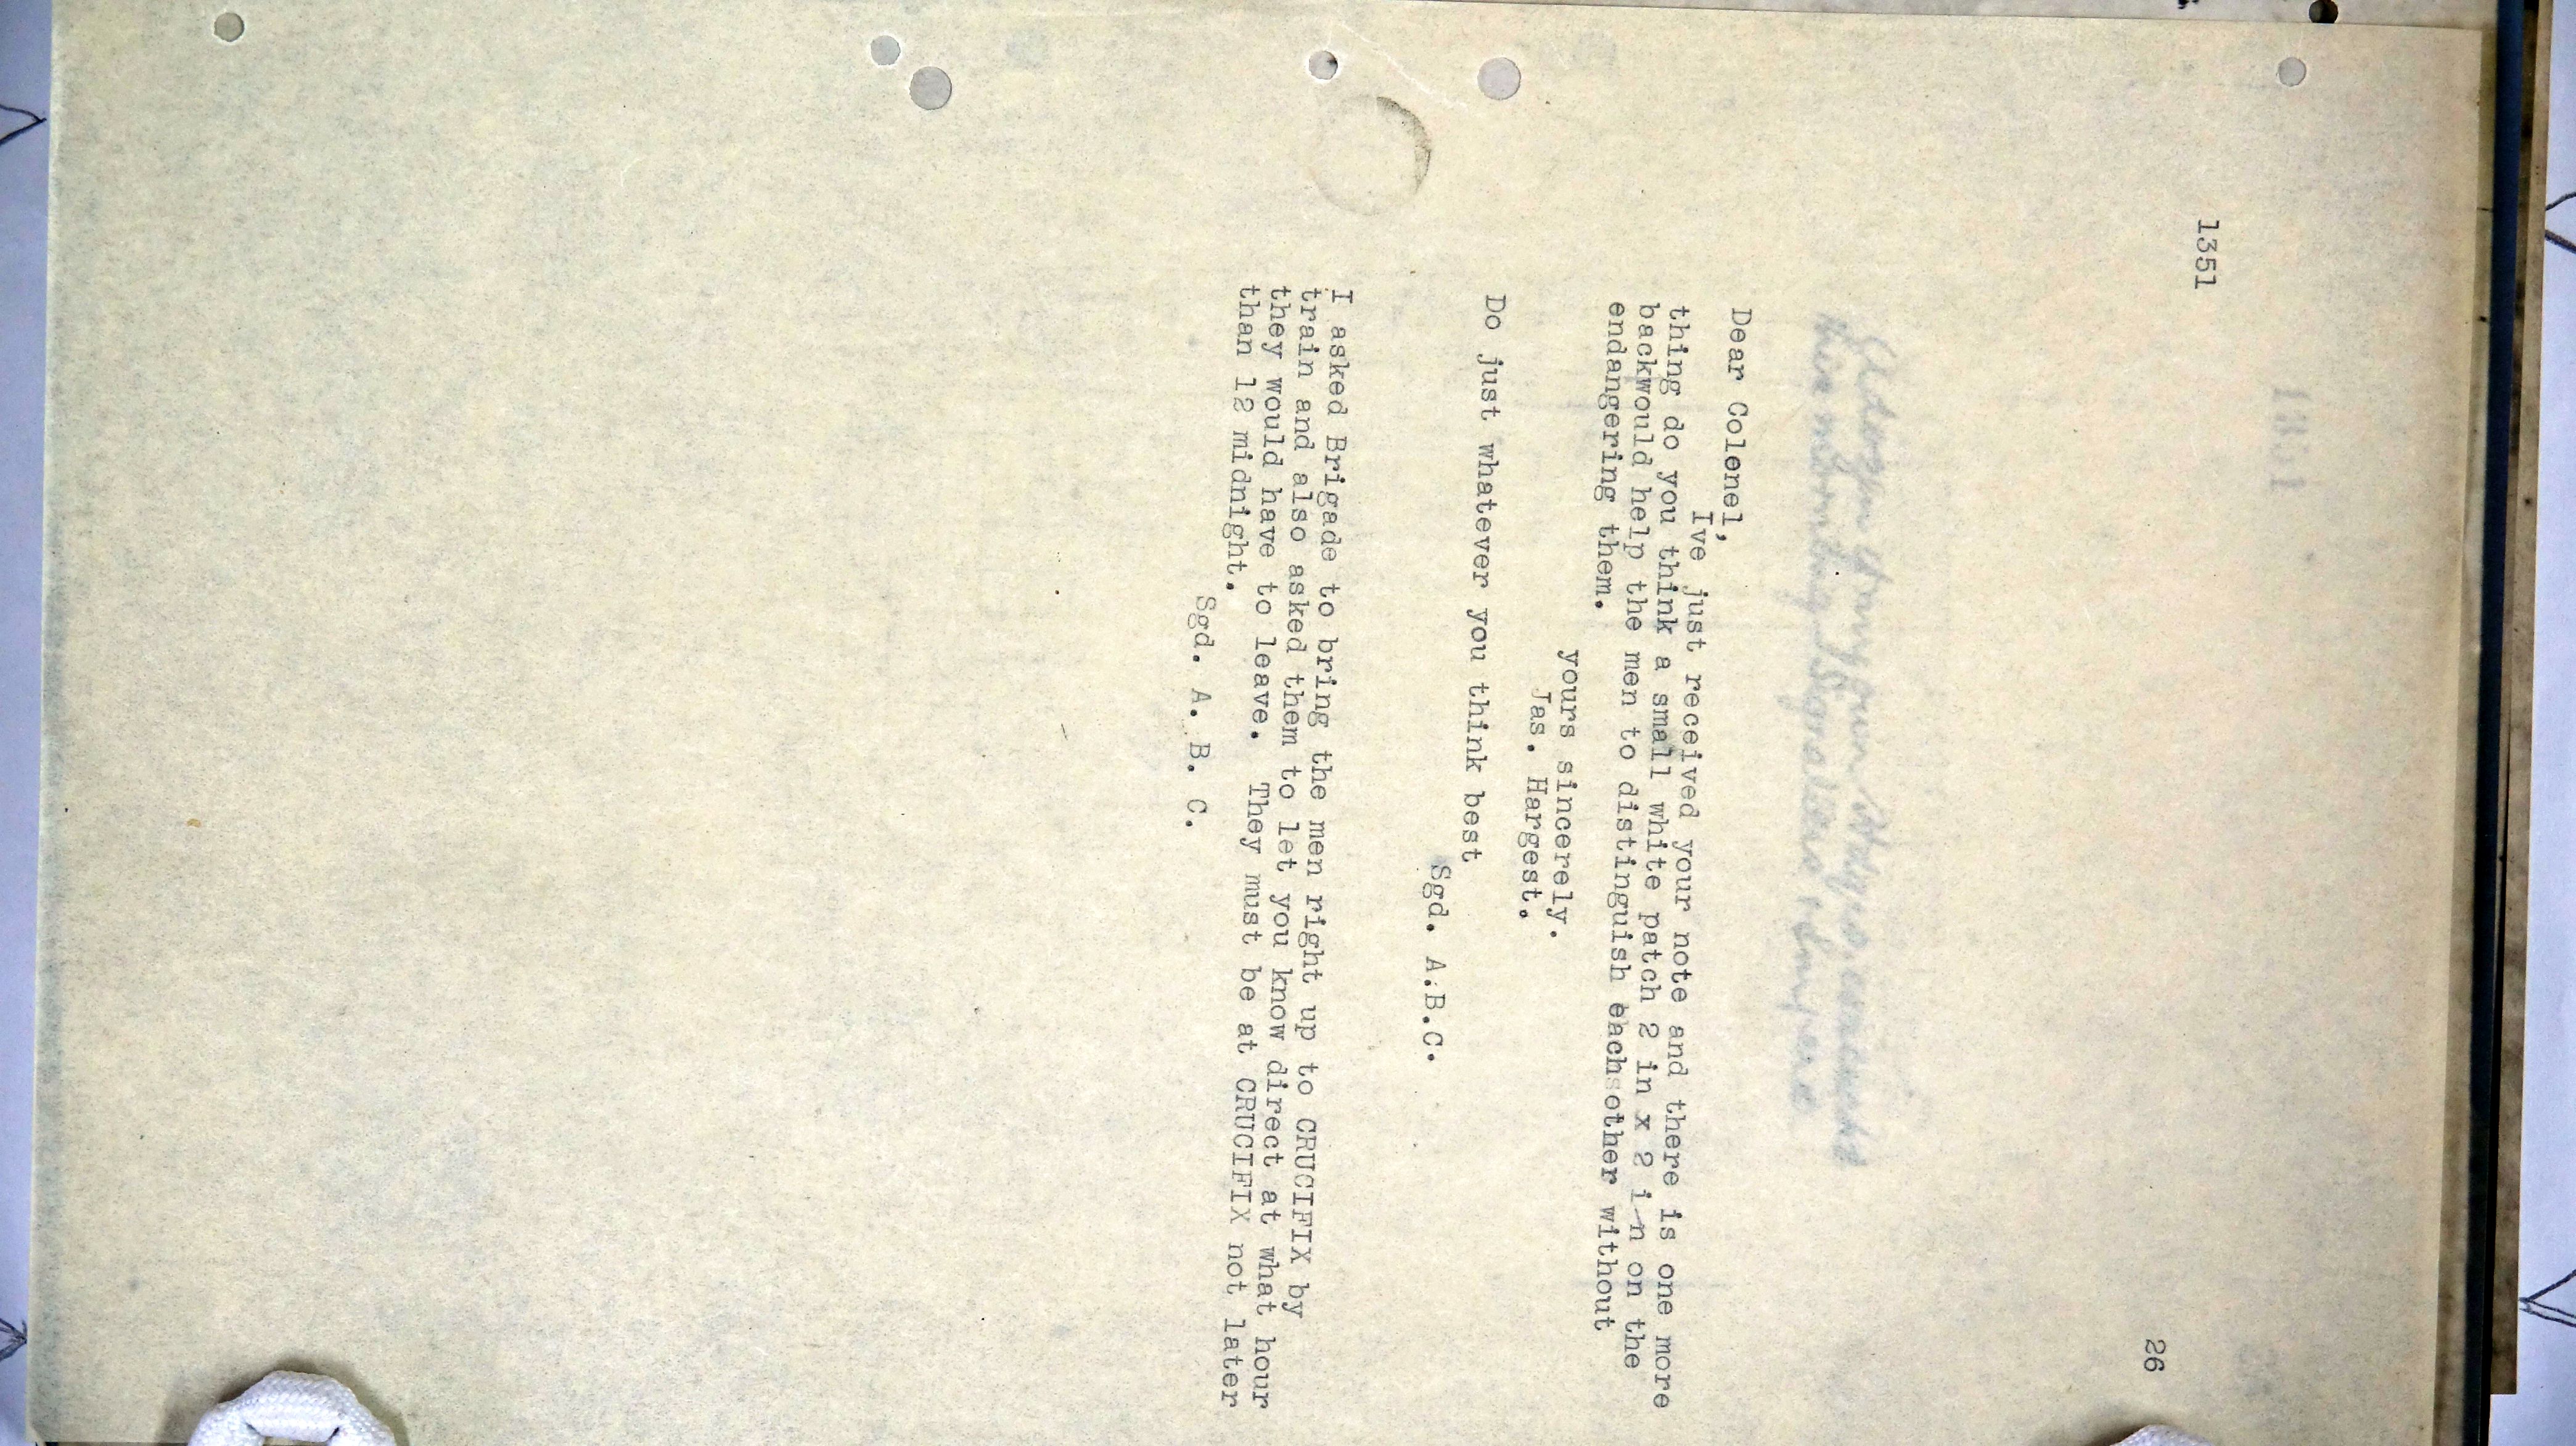 1351
26
Dear Colenel,
Ive just received your note and there is one more
thing do you think a small white patch 2 in x 2 in on the
backwould help the men to distinguish each other without
endangering them.
yours sincerely.
Jas. Hargest.
Do just whatever you think best
Sgd. A.B.C.
I asked Brigade to bring the men right up to CRUCIFIX by
train and also asked them to let you know direct at what hour
they would have to leave. They must be at CRUCIFIX not later
than 12 midnight.
Sgd. A. B. C.